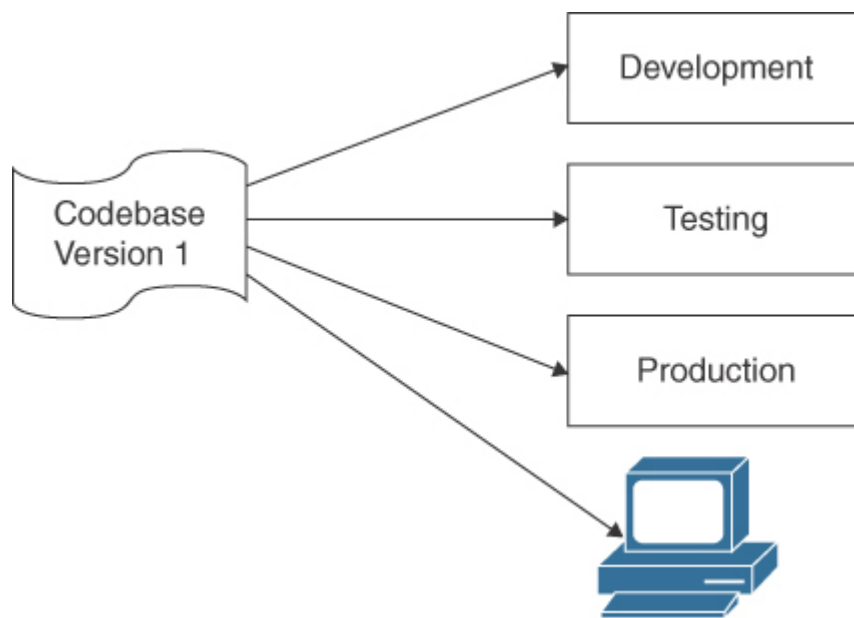 Development
Codebase
Version 1
Testing
Production